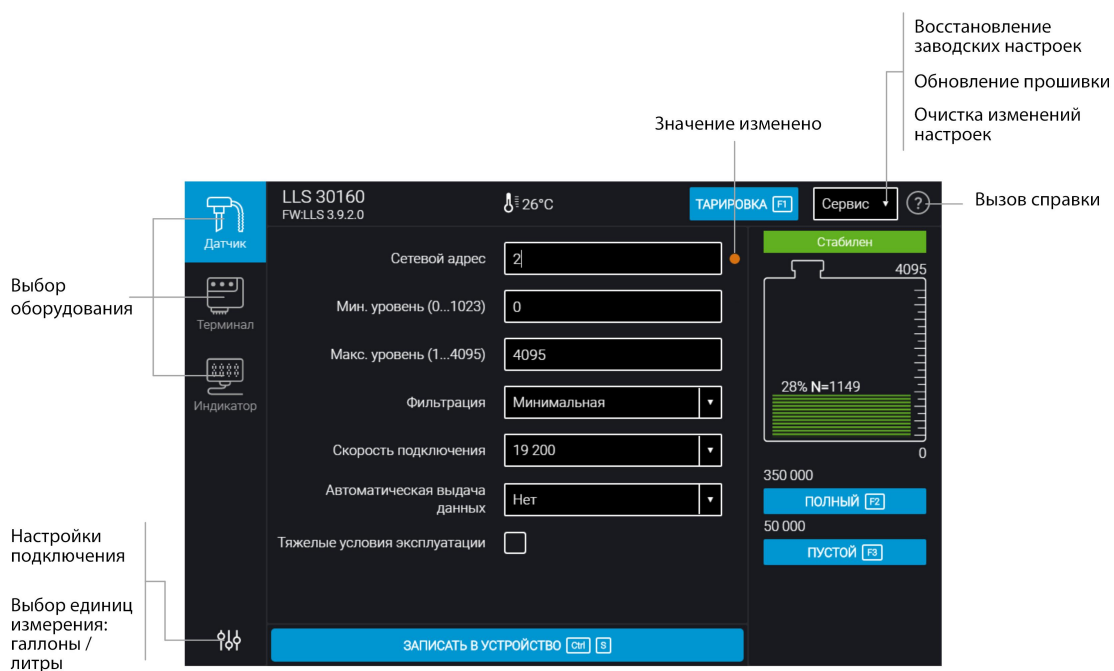 Восстановление
заводских настроек
Обновление прошивки
Очистка изменений
настроек
Значение изменено
Вызов справки
Выбор
оборудования
Настройки
подключения
Выбор единиц
измерения:
галлоны /
литры
Датчик
Терминал
Индикатор
LLS 30160
FW:LLS 3.9.2.0
26°C
ТАРИРОВКА F1
Сервис
?
Сетевой адрес
2
Мин. уровень (0...1023)
0
Макс. уровень (1...4095)
4095
Фильтрация
Минимальная
Скорость подключения
19 200
Автоматическая выдача
данных
Нет
Тяжелые условия эксплуатации
ЗАПИСАТЬ В УСТРОЙСТВО Ctrl S
Стабилен
4095
28% N=1149
0
350 000
ПОЛНЫЙ F2
50 000
ПУСТОЙ F3